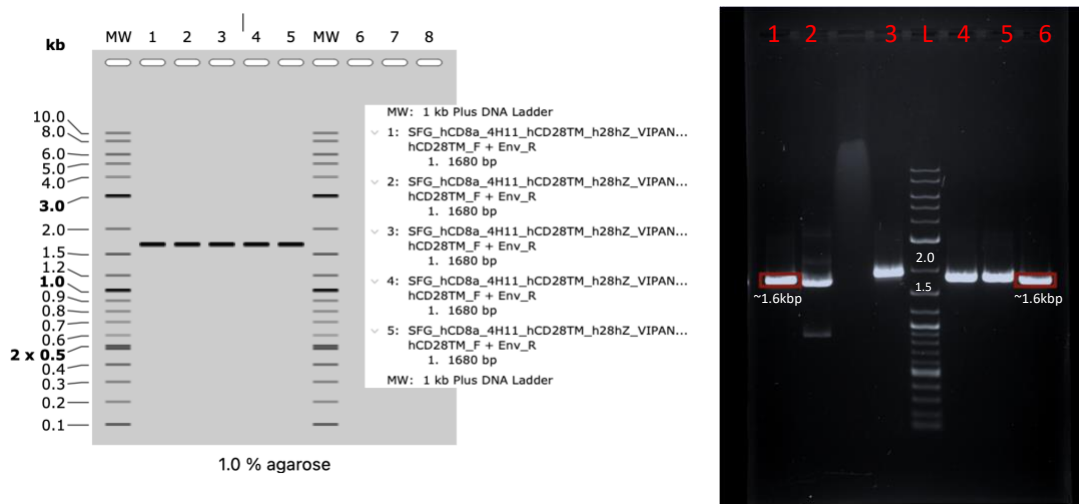 kb
MW 1 2 3 4 5 MW 6 7 8
10.0
8.0
6.0
5.0
4.0
3.0
2.0
1.5
1.2
1.0
0.9
0.8
0.7
0.6
2 x 0.5
0.4
0.3
0.2
0.1
1.0 % agarose
MW: 1 kb Plus DNA Ladder
1: SFG_hCD8a_4H11_hCD28TM_h28hZ_VIPAN...
hCD28TM_F + Env_R
1. 1680 bp
2: SFG_hCD8a_4H11_hCD28TM_h28hZ_VIPAN...
hCD28TM_F + Env_R
1. 1680 bp
3: SFG_hCD8a_4H11_hCD28TM_h28hZ_VIPAN...
hCD28TM_F + Env_R
1. 1680 bp
4: SFG_hCD8a_4H11_hCD28TM_h28hZ_VIPAN...
hCD28TM_F + Env_R
1. 1680 bp
5: SFG_hCD8a_4H11_hCD28TM_h28hZ_VIPAN...
hCD28TM_F + Env_R
1. 1680 bp
MW: 1 kb Plus DNA Ladder
1 2 3 L 4 5 6
2.0
1.5
~1.6kbp
~1.6kbp